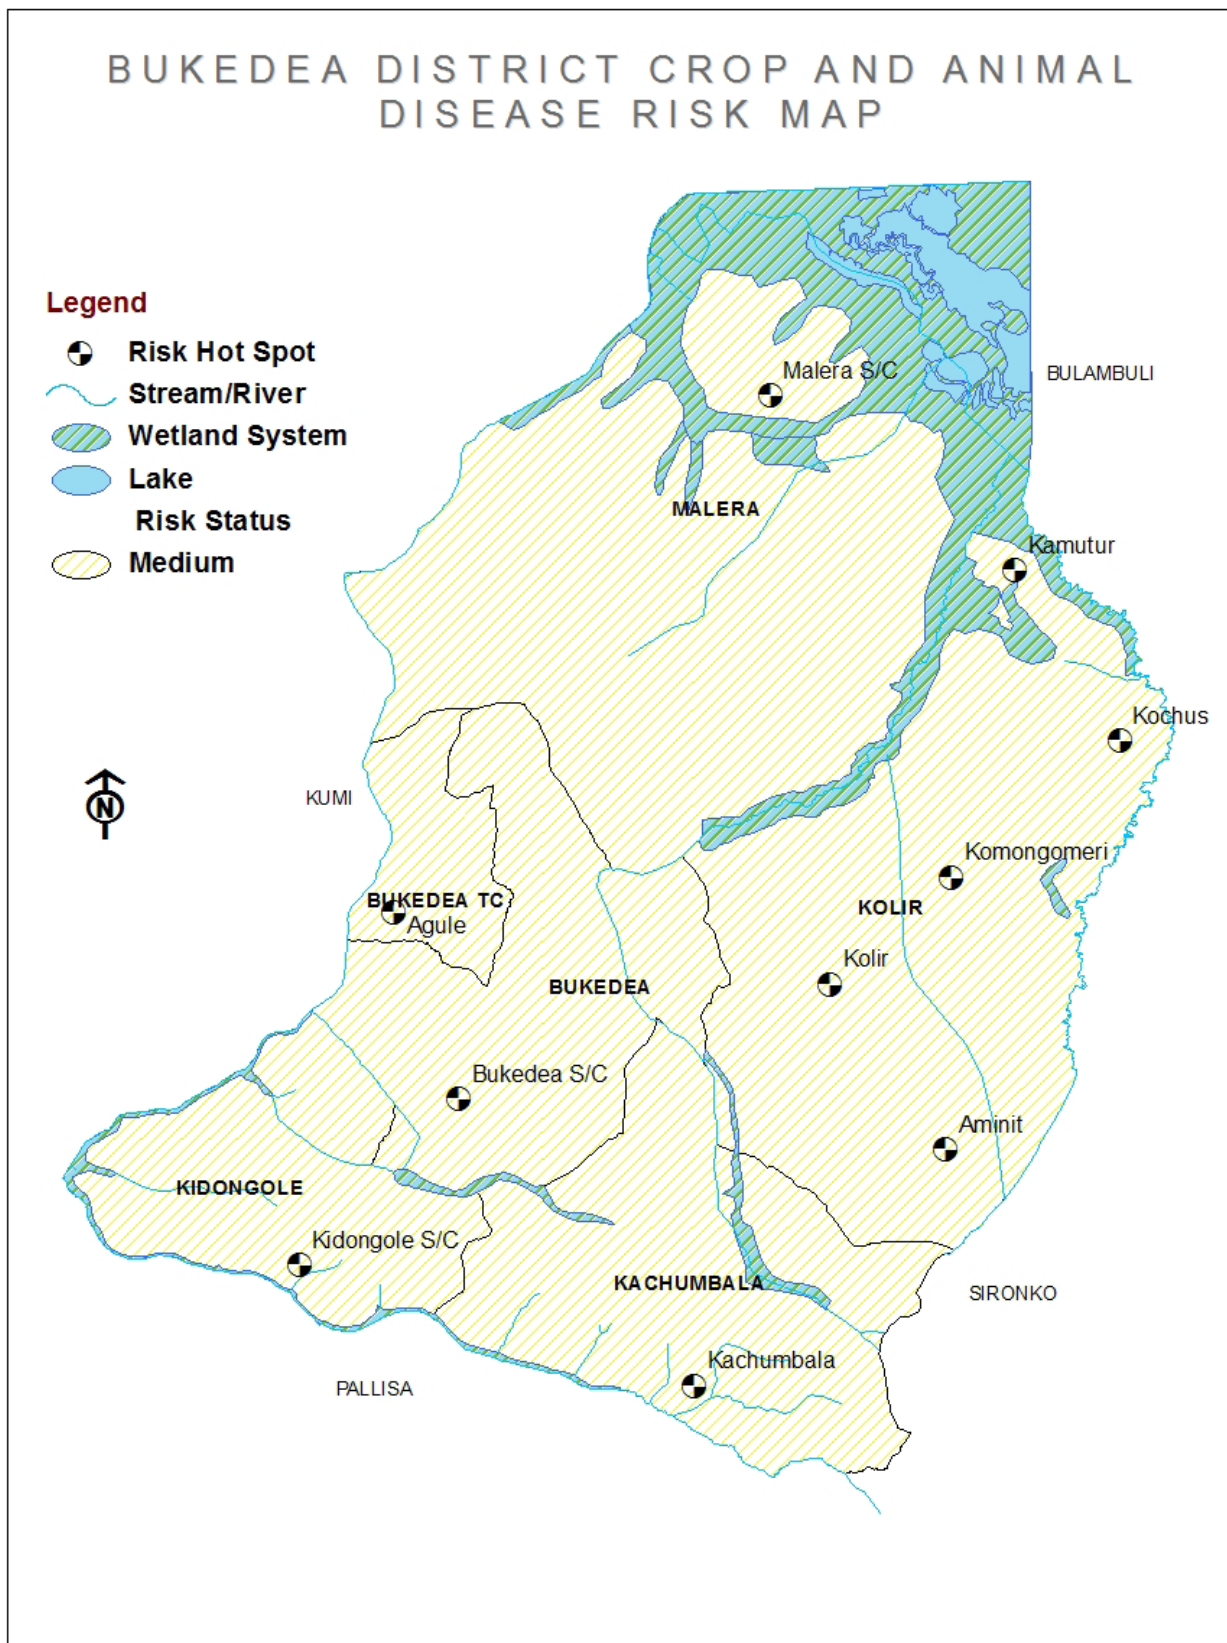 BUKEDEA DISTRICT CROP AND ANIMAL
DISEASE RISK MAP
Legend
Risk Hot Spot
Stream/River
Wetland System
Lake
Risk Status
Medium
Malera S/C
BULAMBULI
MALERA
Kamutur
Kochus
N
KUMI
Komongomeri
BUKEDEA TC
KOLIR
Agule
Kolir
BUKEDEA
Bukedea S/C
Aminit
KIDONGOLE
Kidongole S/C
KACHUMBALA
SIRONKO
Kachumbala
PALLISA